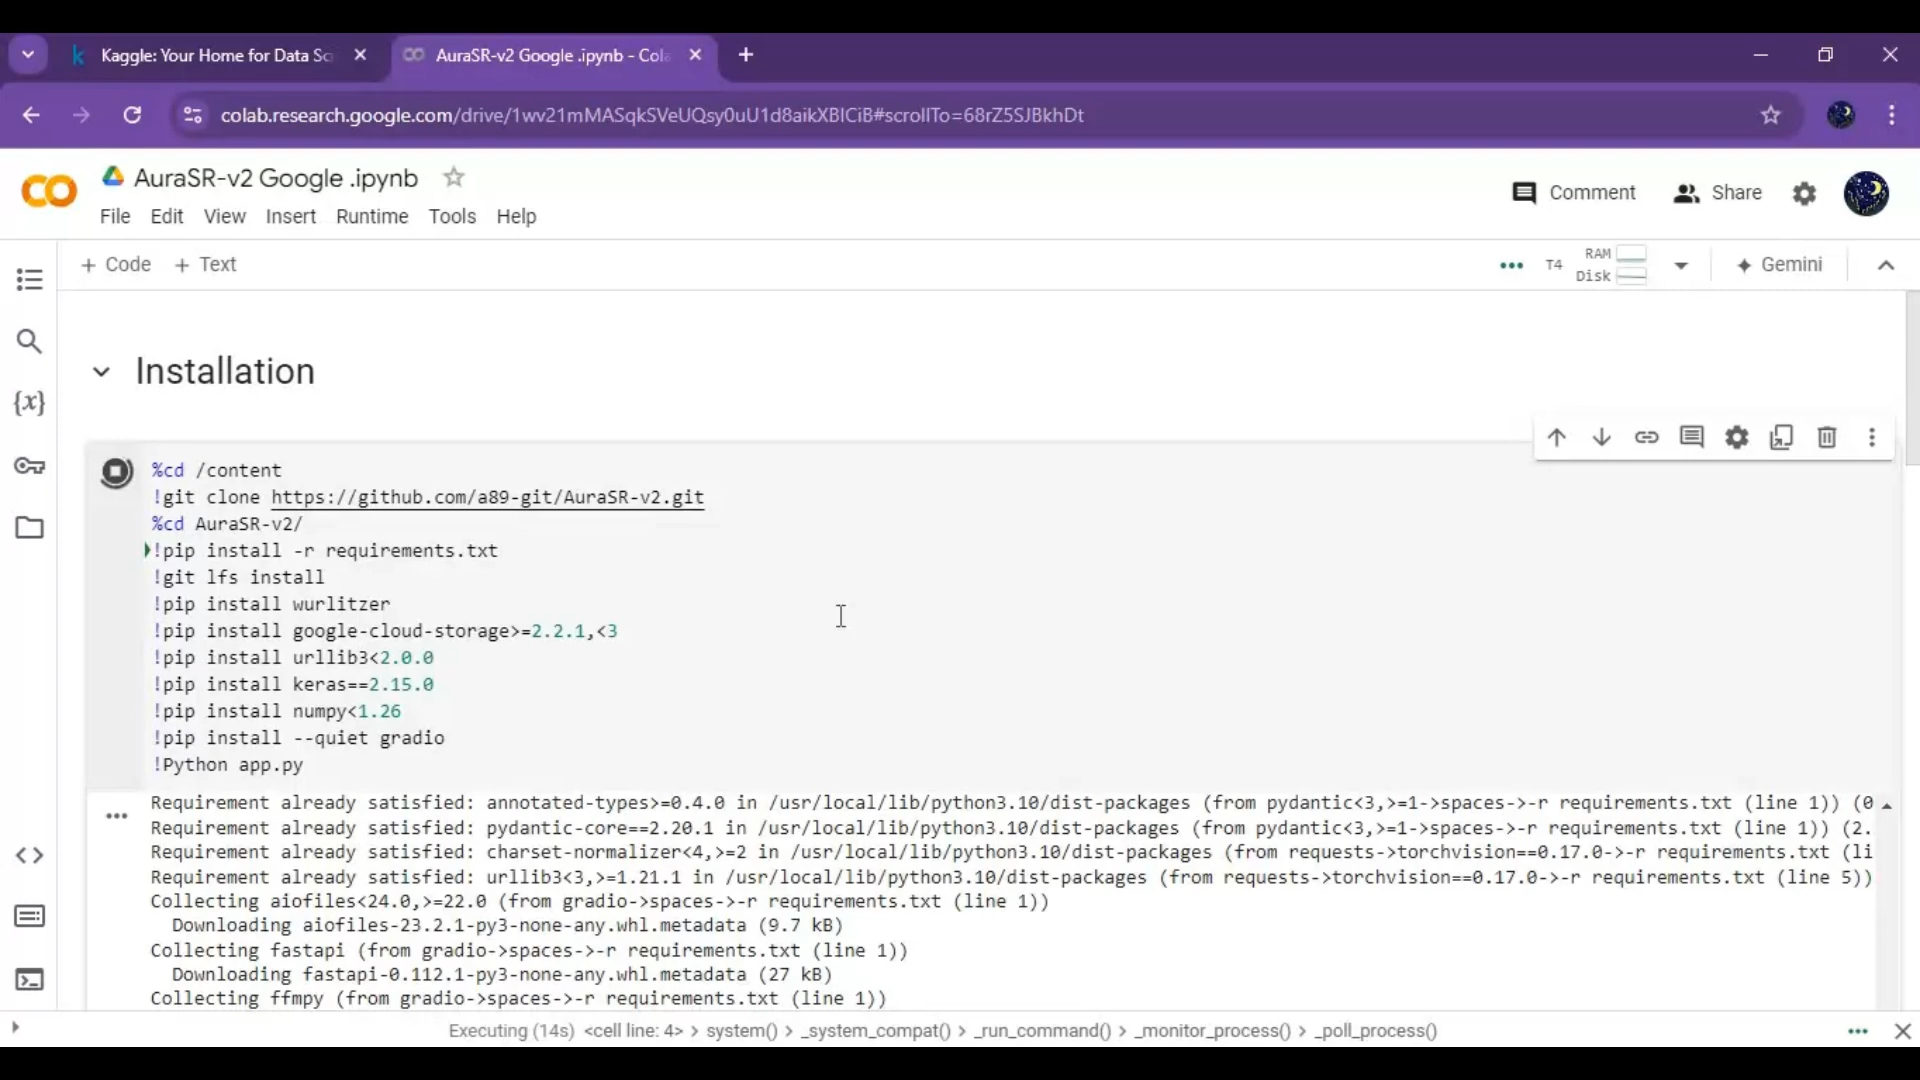 Kaggle: Your Home for Data Sc
AuraSR-v2 Google .ipynb - Cola
colab.research.google.com/drive/1wv21mMASqkSVeUQsy0uU1d8aikXBlCiB#scrollTo=68rZ5SJBkhDt
CO
AuraSR-v2 Google .ipynb
Comment
Share
File Edit View Insert Runtime Tools Help
+ Code + Text
T4
RAM
Disk
Gemini
Installation
%cd /content
!git clone https://github.com/a89-git/AuraSR-v2.git
%cd AuraSR-v2/
!pip install -r requirements.txt
!git lfs install
!pip install wurlitzer
!pip install google-cloud-storage>=2.2.1,<3
!pip install urllib3<2.0.0
!pip install keras==2.15.0
!pip install numpy<1.26
!pip install --quiet gradio
!Python app.py
Requirement already satisfied: annotated-types>=0.4.0 in /usr/local/lib/python3.10/dist-packages (from pydantic<3,>=1->spaces->-r requirements.txt (line 1)) (0
Requirement already satisfied: pydantic-core==2.20.1 in /usr/local/lib/python3.10/dist-packages (from pydantic<3,>=1->spaces->-r requirements.txt (line 1)) (2.
Requirement already satisfied: charset-normalizer<4,>=2 in /usr/local/lib/python3.10/dist-packages (from requests->torchvision==0.17.0->-r requirements.txt (li
Requirement already satisfied: urllib3<3,>=1.21.1 in /usr/local/lib/python3.10/dist-packages (from requests->torchvision==0.17.0->-r requirements.txt (line 5))
Collecting aiofiles<24.0,>=22.0 (from gradio->spaces->-r requirements.txt (line 1))
Downloading aiofiles-23.2.1-py3-none-any.whl.metadata (9.7 kB)
Collecting fastapi (from gradio->spaces->-r requirements.txt (line 1))
Downloading fastapi-0.112.1-py3-none-any.whl.metadata (27 kB)
Collecting ffmpy (from gradio->spaces->-r requirements.txt (line 1))
Executing (14s) <cell line: 4> > system() > _system_compat() > _run_command() > _monitor_process() > _poll_process()